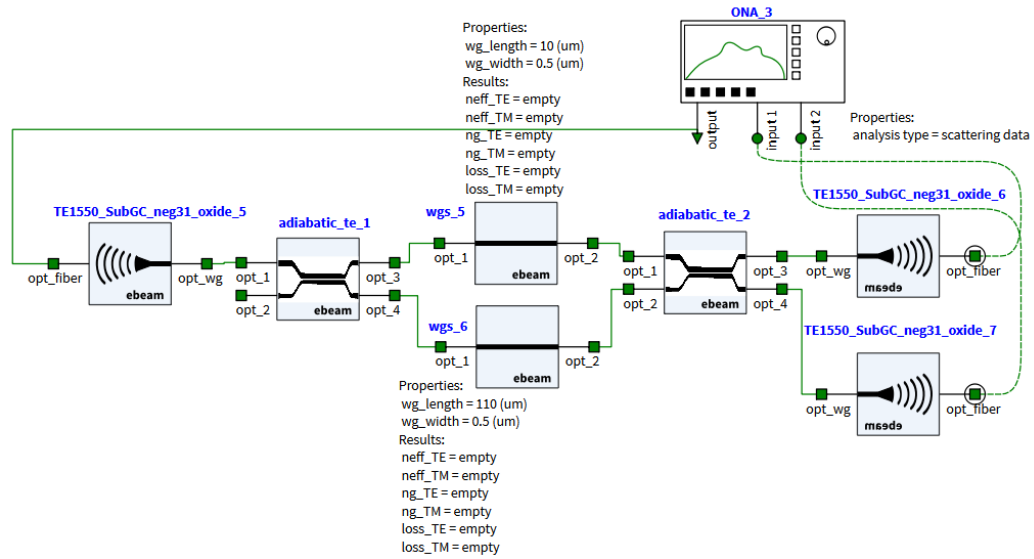 ONA_3
Properties:
wg_length = 10 (um)
wg_width = 0.5 (um)
Results:
neff_TE = empty
neff_TM = empty
ng_TE = empty
ng_TM = empty
loss_TE = empty
loss_TM = empty
output
input 1
input 2
Properties:
analysis type = scattering data
TE1550_SubGC_neg31_oxide_5
opt_fiber
opt_wg
ebeam
adiabatic_te_1
opt_1
opt_2
opt_3
opt_4
ebeam
wgs_5
opt_1
opt_2
ebeam
wgs_6
opt_1
opt_2
ebeam
Properties:
wg_length = 110 (um)
wg_width = 0.5 (um)
Results:
neff_TE = empty
neff_TM = empty
ng_TE = empty
ng_TM = empty
loss_TE = empty
loss_TM = empty
adiabatic_te_2
opt_1
opt_2
opt_3
opt_4
ebeam
TE1550_SubGC_neg31_oxide_6
opt_wg
opt_fiber
ebeam
TE1550_SubGC_neg31_oxide_7
opt_wg
opt_fiber
ebeam